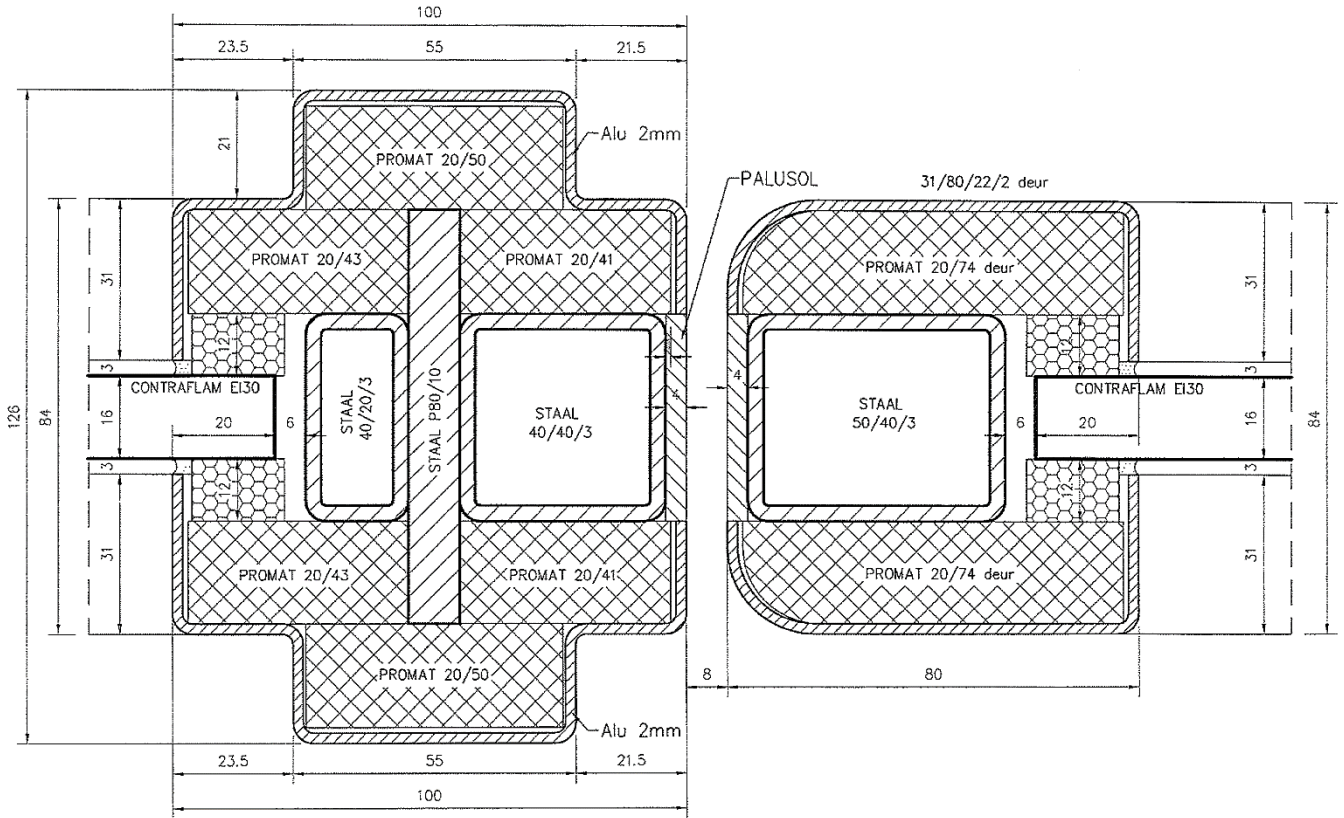 100
23.5
55
21.5
21
Alu 2mm
PROMAT 20/50
PALUSOL
31/80/22/2 deur
PROMAT 20/43
PROMAT 20/41
PROMAT 20/74 deur
31
31
12
3
3
CONTRAFLAM EI30
CONTRAFLAM EI30
126
84
16
20
6
STAAL
40/20/3
STAAL P80/10
STAAL
40/40/3
4
4
STAAL
50/40/3
6
20
16
84
3
3
12
12
31
31
PROMAT 20/43
PROMAT 20/41
PROMAT 20/74 deur
PROMAT 20/50
8
80
Alu 2mm
23.5
55
21.5
100